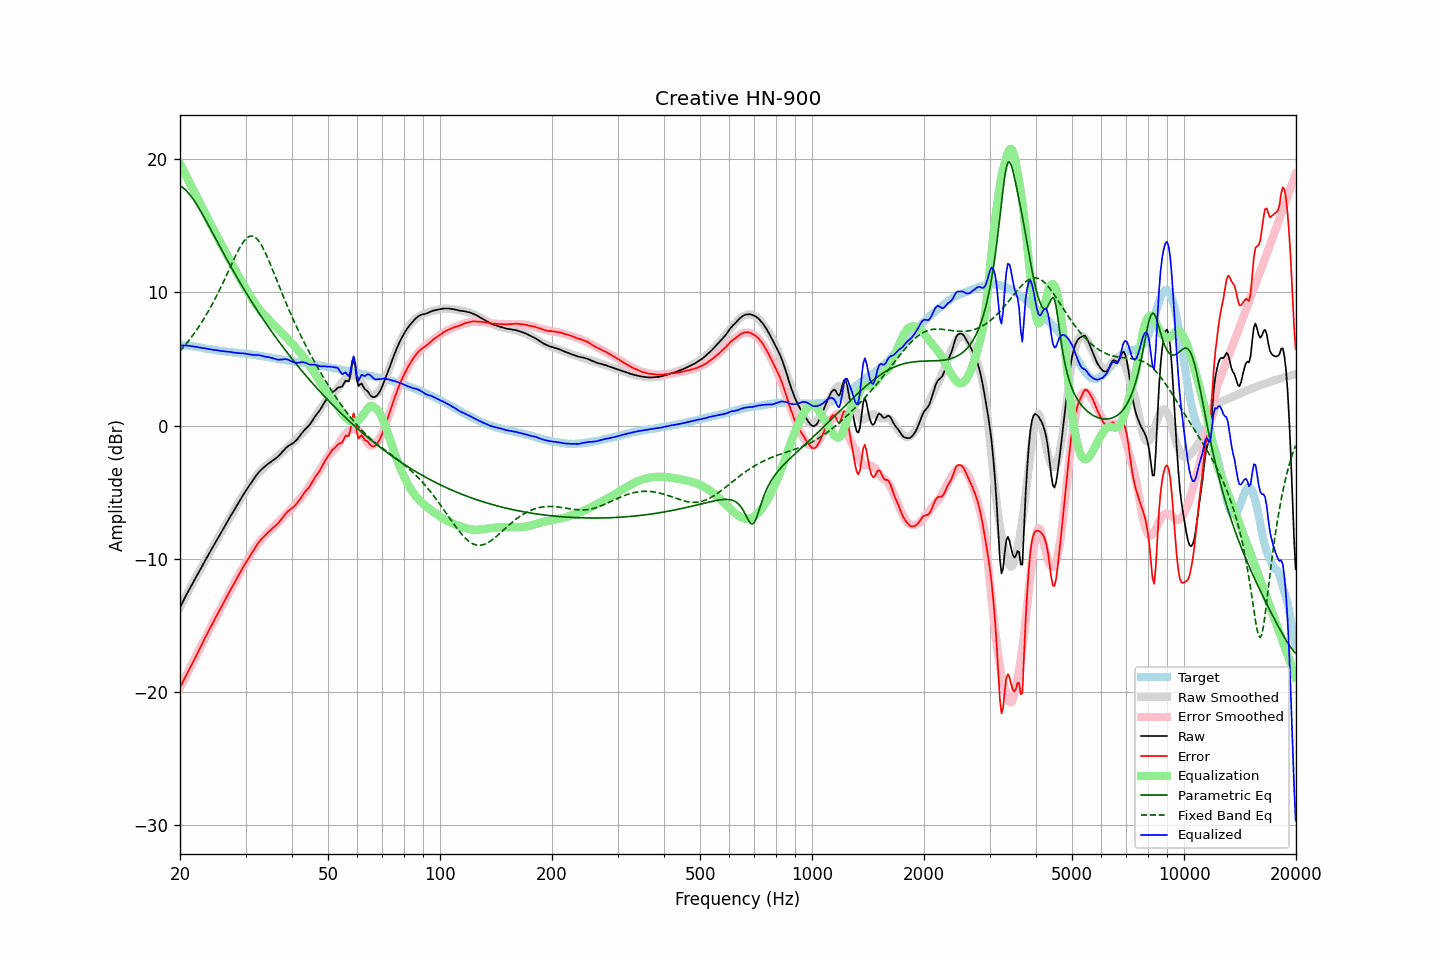 Creative HN-900
20
10
0
−10
−20
−30
Amplitude (dBr)
20
50
100
200
500
1000
2000
5000
10000
20000
Frequency (Hz)
Target
Raw Smoothed
Error Smoothed
Raw
Error
Equalization
Parametric Eq
Fixed Band Eq
Equalized